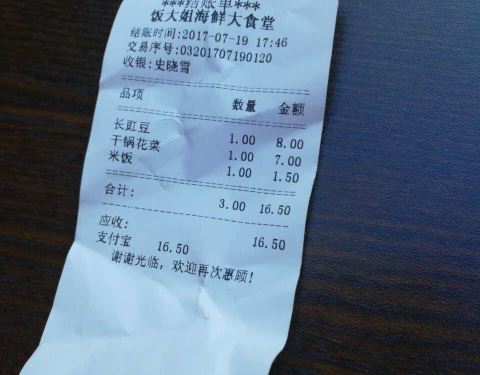 ***结账单***
饭大姐海鲜大食堂
结账时间:2017-07-19 17:46
交易序号:03201707190120
收银:史晓雪
品项 数量 金额
长豇豆 1.00 8.00
干锅花菜 1.00 7.00
米饭 1.00 1.50
合计: 3.00 16.50
应收: 16.50
支付宝 16.50
谢谢光临，欢迎再次惠顾!